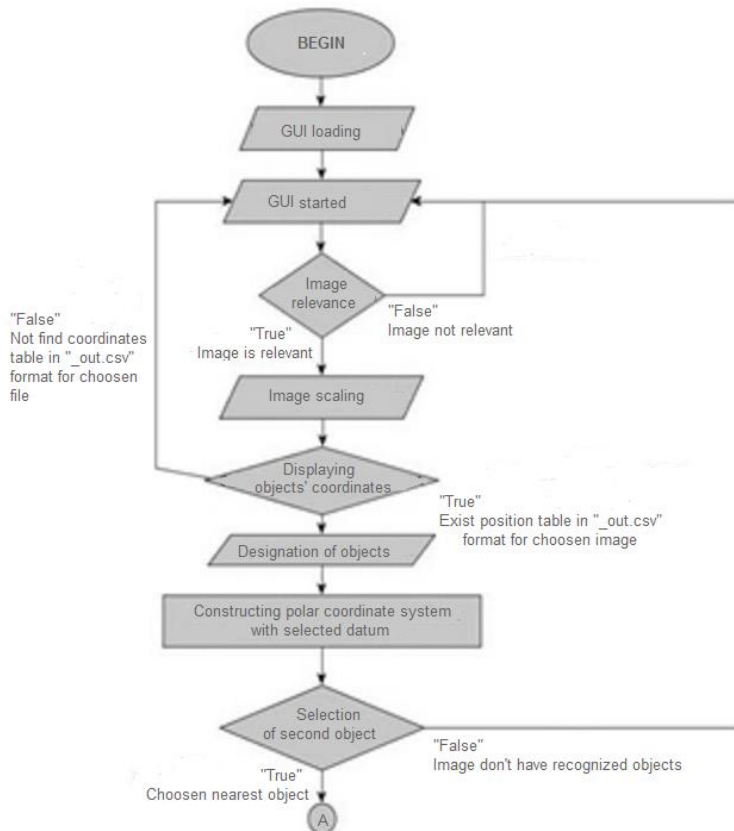 BEGIN
GUI loading
GUI started
Image
relevance
"False"
Image not relevant
"True"
Image is relevant
"False"
Not find coordinates
table in "_out.csv"
format for choosen
file
Image scaling
Displaying
objects' coordinates
"True"
Exist position table in "_out.csv"
format for choosen image
Designation of objects
Constructing polar coordinate system
with selected datum
Selection
of second object
"False"
Image don't have recognized objects
"True"
Choosen nearest object
A